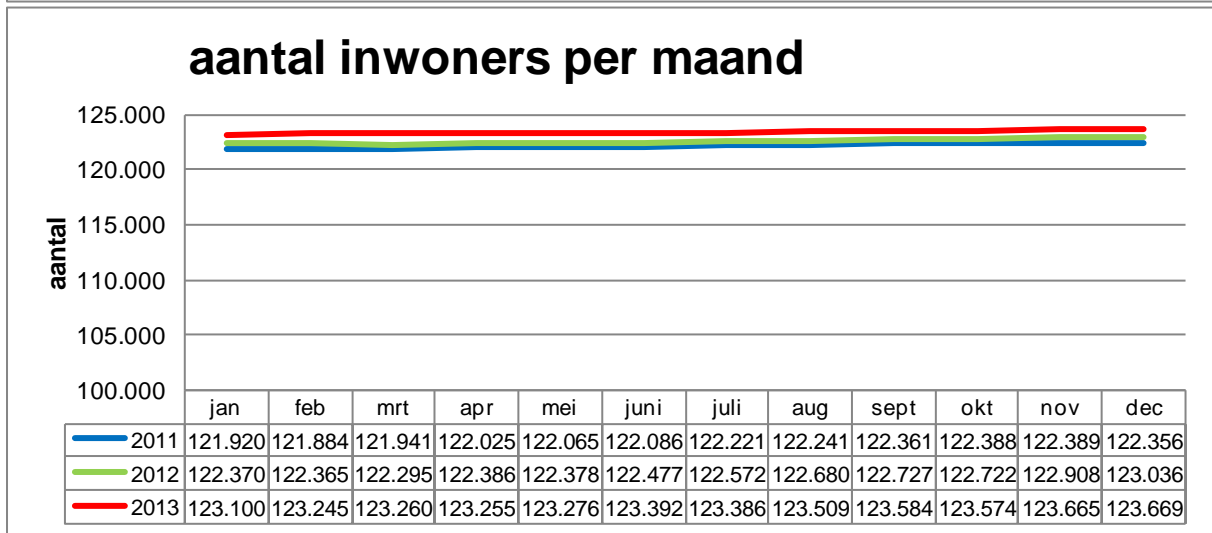 aantal inwoners per maand
125.000
120.000
115.000
110.000
105.000
100.000
aantal
jan feb mrt apr mei juni juli aug sept okt nov dec
2011 121.920 121.884 121.941 122.025 122.065 122.086 122.221 122.241 122.361 122.388 122.389 122.356
2012 122.370 122.365 122.295 122.386 122.378 122.477 122.572 122.680 122.727 122.722 122.908 123.036
2013 123.100 123.245 123.260 123.255 123.276 123.392 123.386 123.509 123.584 123.574 123.665 123.669